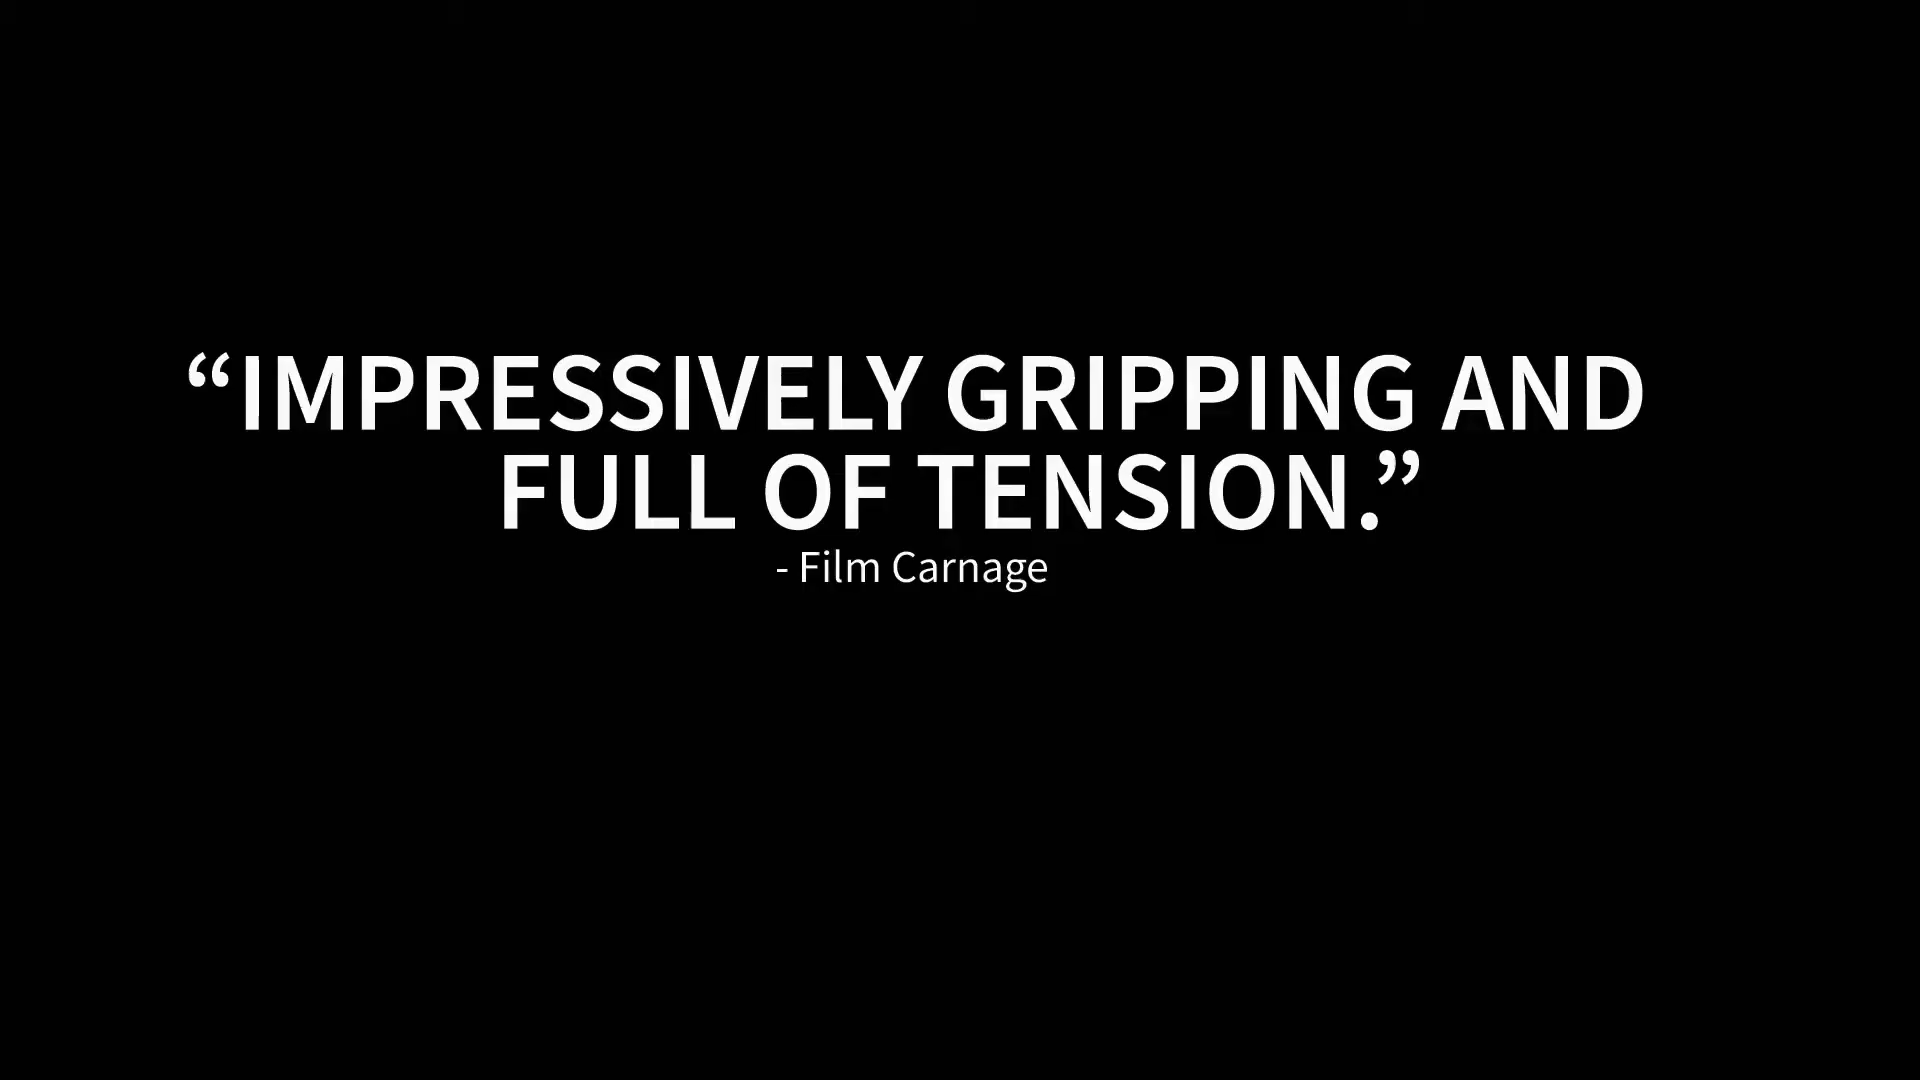 “IMPRESSIVELY GRIPPING AND
FULL OF TENSION.”
- Film Carnage